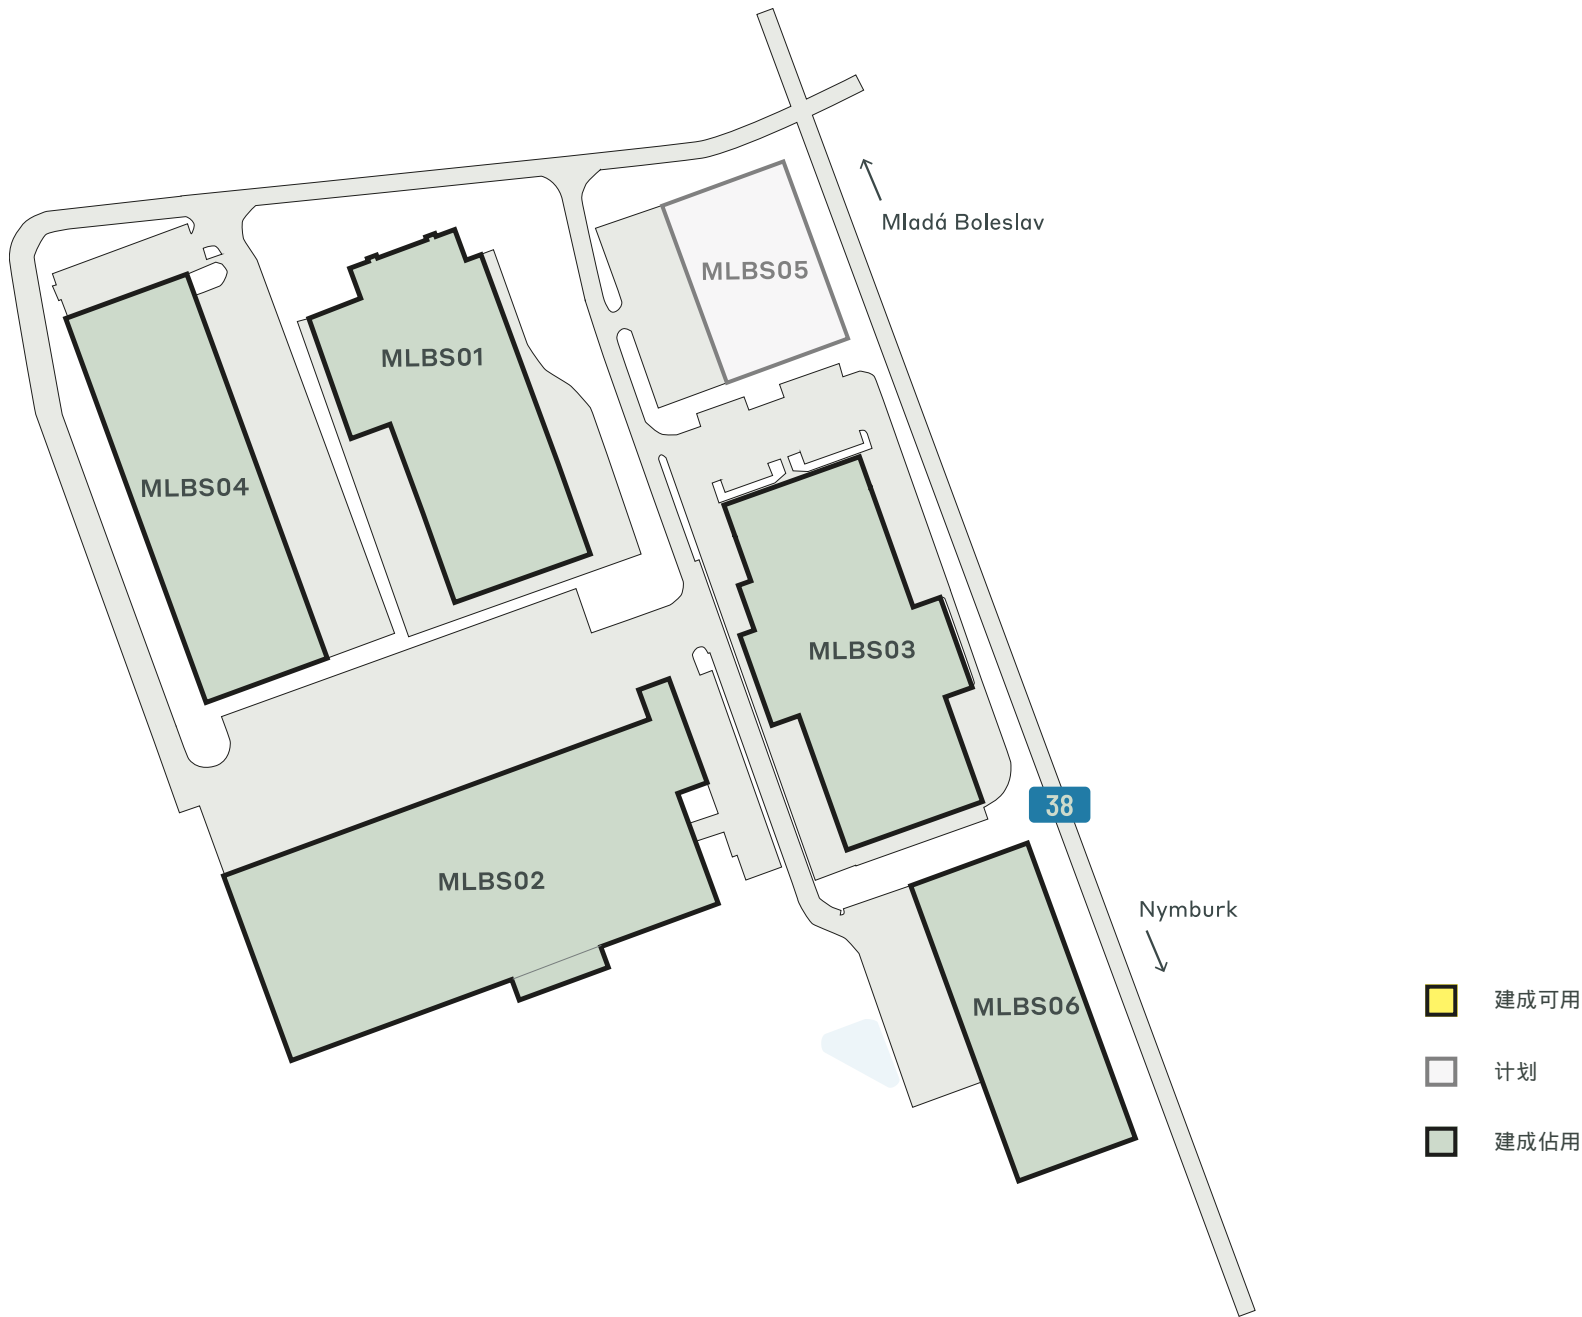 Mladá Boleslav
MLBS05
MLBS01
MLBS04
MLBS03
38
MLBS02
Nymburk
MLBS06
建成可用
计划
建成佔用